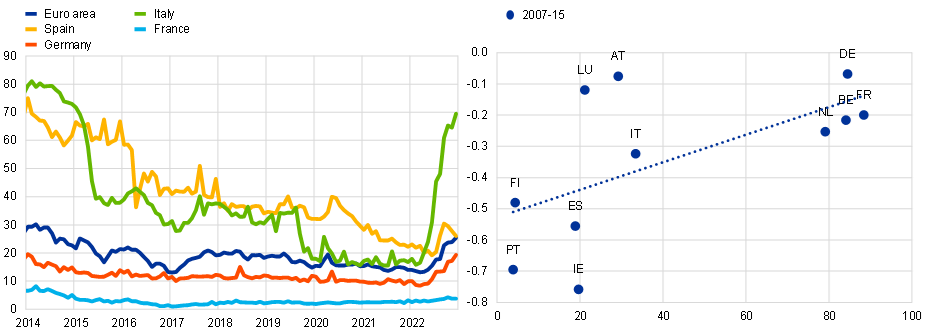 Euro area
Italy
Spain
France
Germany
90
80
70
60
50
40
30
20
10
0
2014 2015 2016 2017 2018 2019 2020 2021 2022
2007-15
0.0
-0.1
-0.2
-0.3
-0.4
-0.5
-0.6
-0.7
-0.8
DE
AT
LU
BE FR
NL
IT
FI
ES
PT
IE
0 20 40 60 80 100